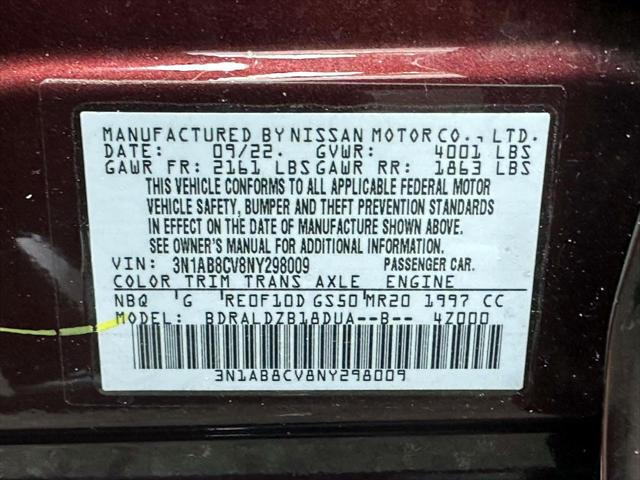 MANUFACTURED BY NISSAN MOTOR CO., LTD.
DATE: 09/22. GVWR: 4001 LBS
GAWR FR: 2161 LBS GAWR RR: 1863 LBS
THIS VEHICLE CONFORMS TO ALL APPLICABLE FEDERAL MOTOR
VEHICLE SAFETY, BUMPER AND THEFT PREVENTION STANDARDS
IN EFFECT ON THE DATE OF MANUFACTURE SHOWN ABOVE.
SEE OWNER'S MANUAL FOR ADDITIONAL INFORMATION.
VIN: 3N1AB8CV8NY298009 PASSENGER CAR.
COLOR TRIM TRANS AXLE ENGINE
NBQ G RE0F10D GS50 MR20 1997 CC
MODEL: BDRALDZB18DUA--B-- 4Z000
3N1AB8CV8NY298009